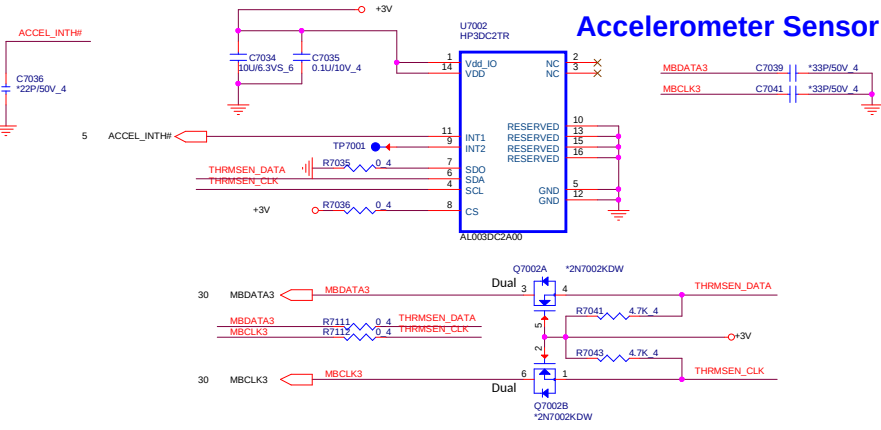 Accelerometer Sensor
+3V
ACCEL_INTH#
C7036
*22P/50V_4
C7034
10U/6.3VS_6
C7035
0.1U/10V_4
U7002
HP3DC2TR
1
Vdd_IO
14
VDD
NC
2
NC
3
MBDATA3
C7039
*33P/50V_4
MBCLK3
C7041
*33P/50V_4
5
ACCEL_INTH#
11
INT1
TP7001
9
INT2
RESERVED
10
RESERVED
13
RESERVED
15
RESERVED
16
R7035
0_4
7
SDO
THRMSEN_DATA
6
SDA
THRMSEN_CLK
4
SCL
GND
5
GND
12
+3V
R7036
0_4
8
CS
AL003DC2A00
Q7002A
*2N7002KDW
Dual
30
MBDATA3
MBDATA3
3
4
THRMSEN_DATA
5
R7041
4.7K_4
MBDATA3
R7111
0_4
THRMSEN_DATA
MBCLK3
R7112
0_4
THRMSEN_CLK
+3V
2
R7043
4.7K_4
30
MBCLK3
MBCLK3
6
1
THRMSEN_CLK
Dual
Q7002B
*2N7002KDW